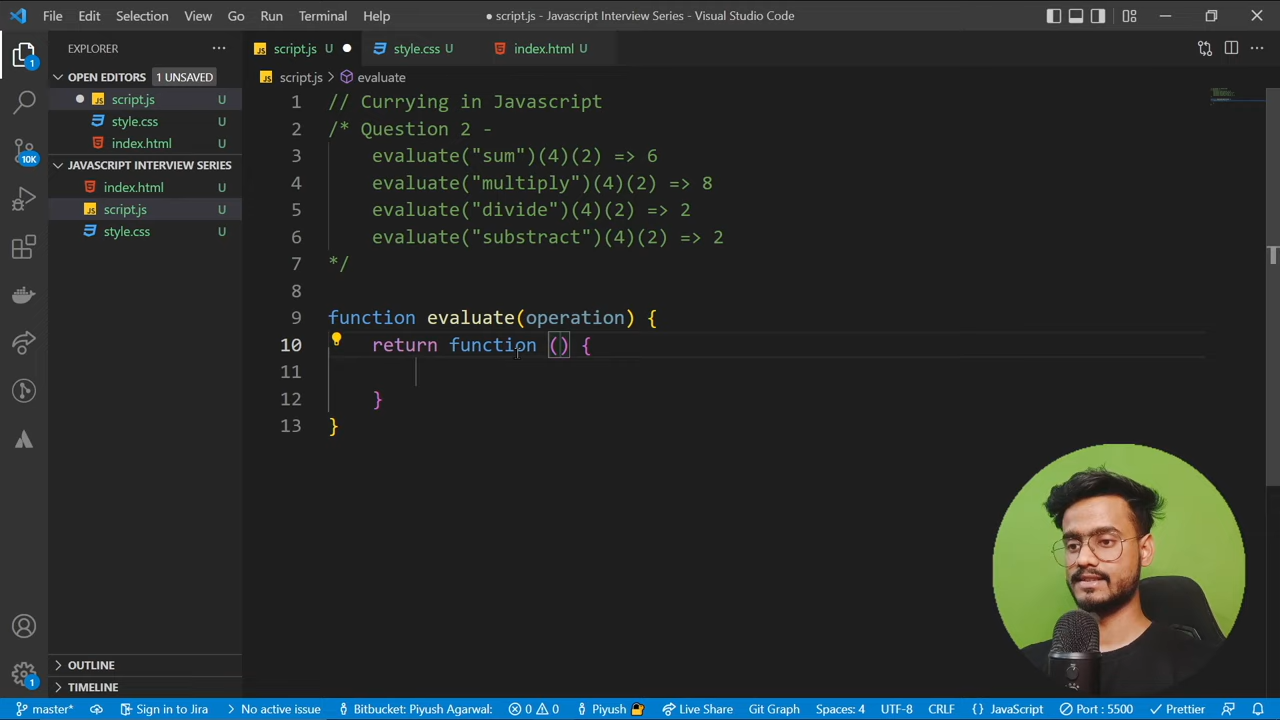 File Edit Selection View Go Run Terminal Help
● script.js - Javascript Interview Series - Visual Studio Code
EXPLORER
OPEN EDITORS 1 UNSAVED
script.js U
style.css U
index.html U
JAVASCRIPT INTERVIEW SERIES
index.html U
script.js U
style.css U
OUTLINE
TIMELINE
1
10K
1
JS script.js U
style.css U
index.html U
JS script.js > evaluate
1 // Currying in Javascript
2 /* Question 2 -
3 evaluate("sum")(4)(2) => 6
4 evaluate("multiply")(4)(2) => 8
5 evaluate("divide")(4)(2) => 2
6 evaluate("substract")(4)(2) => 2
7 */
8
9 function evaluate(operation) {
10 return function () {
11
12 }
13 }
master* Sign in to Jira No active issue Bitbucket: Piyush Agarwal: 0 0 Piyush Live Share Git Graph Spaces: 4 UTF-8 CRLF {} JavaScript Port : 5500 Prettier